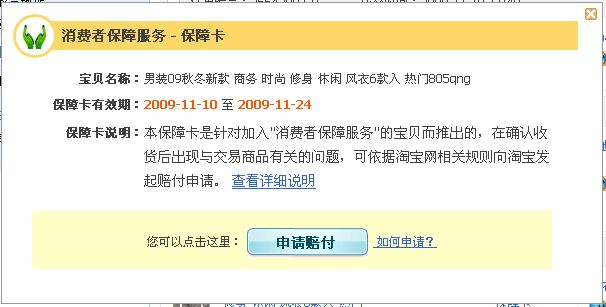 消费者保障服务 - 保障卡
宝贝名称：男装09秋冬新款 商务 时尚 修身 休闲 风衣6款入 热门805qng
保障卡有效期：2009-11-10 至 2009-11-24
保障卡说明：本保障卡是针对加入"消费者保障服务"的宝贝而推出的，在确认收
货后出现与交易商品有关的问题，可依据淘宝网相关规则向淘宝发
起赔付申请。 查看详细说明
您可以点击这里： 申请赔付 如何申请？